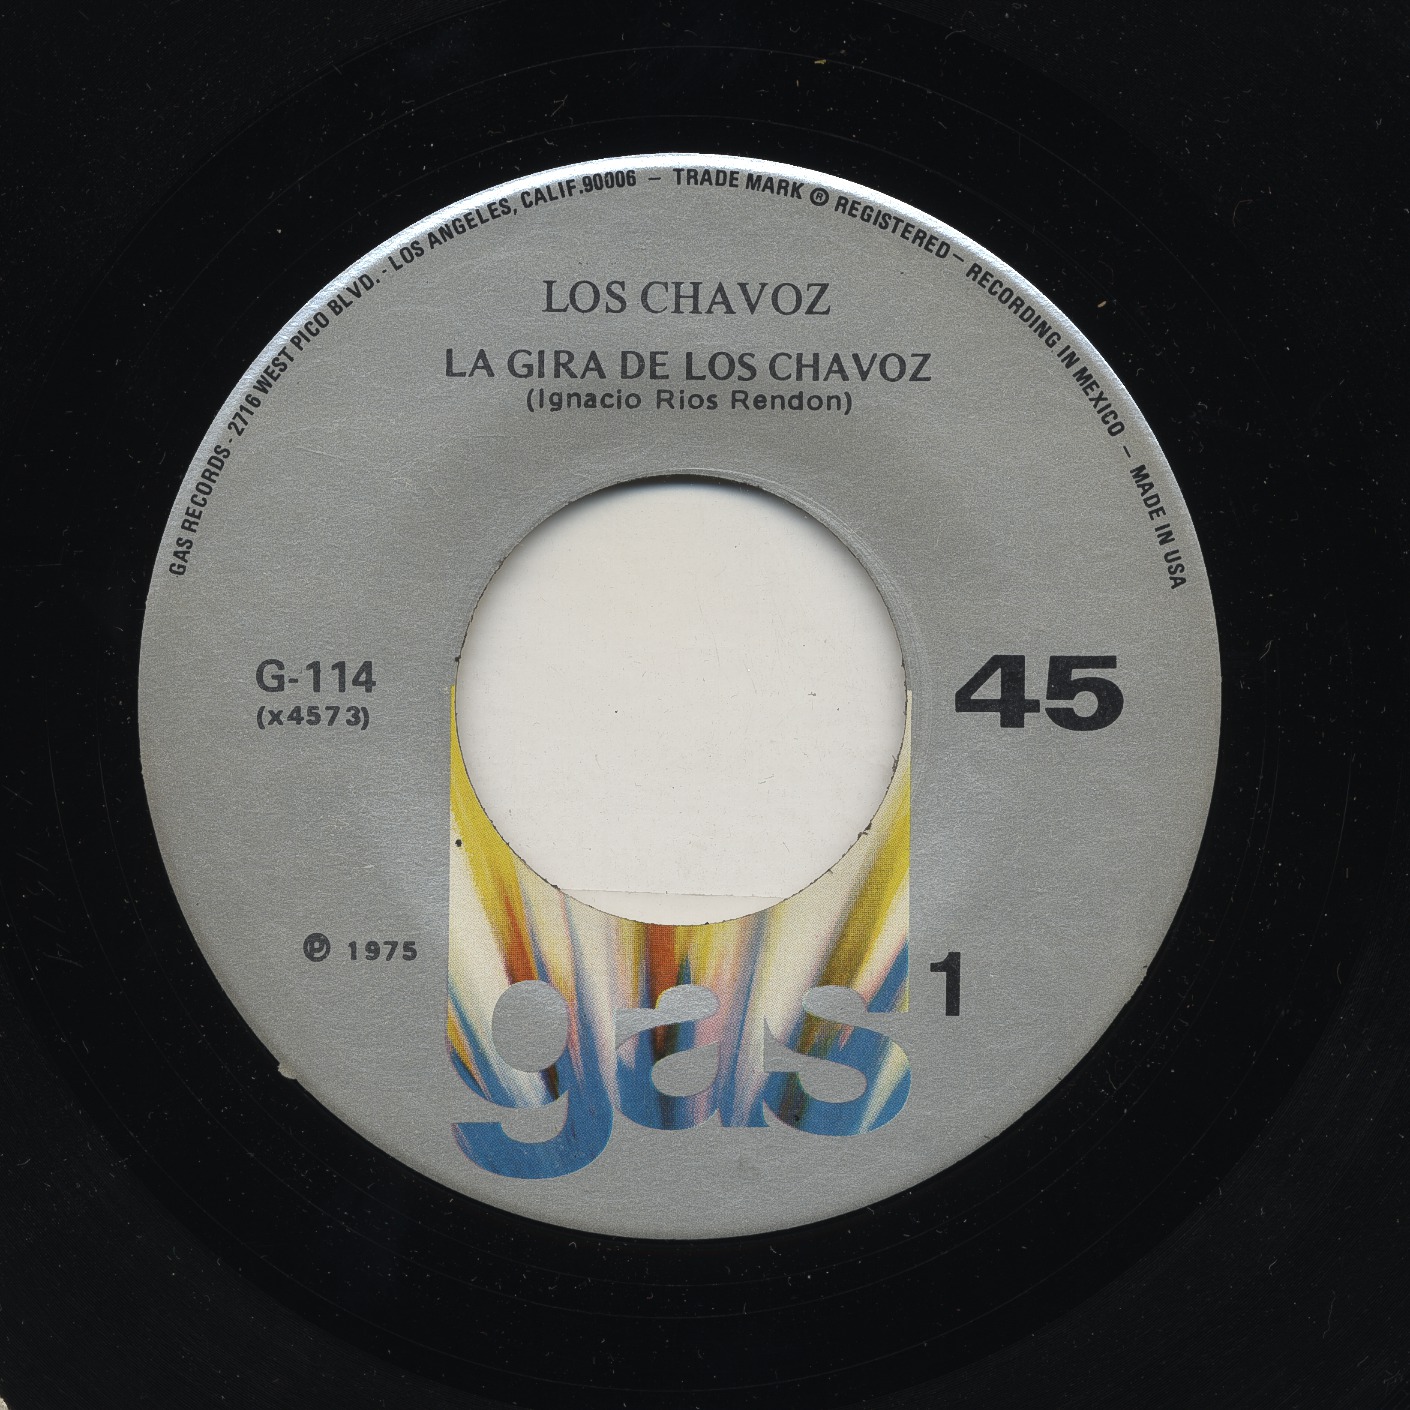 GAS RECORDS - 2716 WEST PICO BLVD. - LOS ANGELES, CALIF. 90006 — TRADE MARK ® REGISTERED — RECORDING IN MEXICO — MADE IN USA
LOS CHAVOZ
LA GIRA DE LOS CHAVOZ
(Ignacio Rios Rendon)
G-114
(x4573)
45
℗ 1975
1
gas